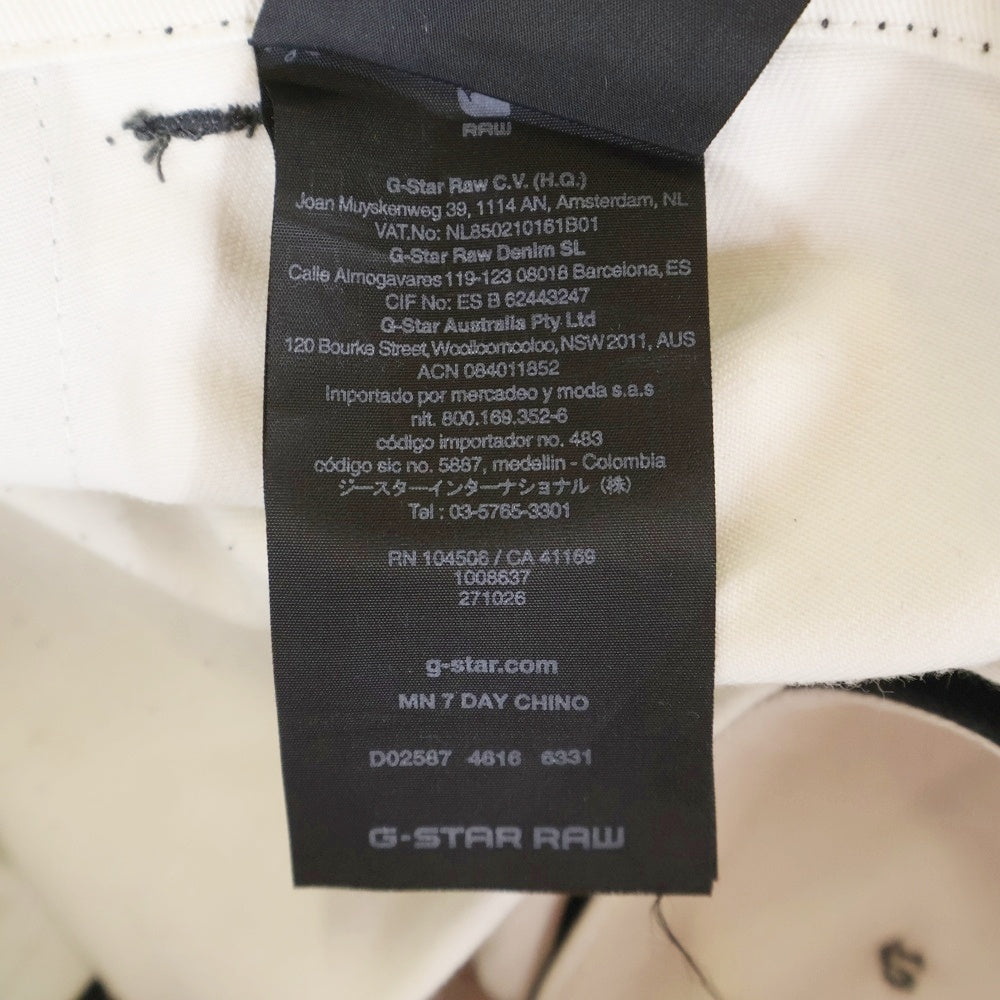 RAW
G-Star Raw C.V. (H.Q.)
Joan Muyskenweg 39, 1114 AN, Amsterdam, NL
VAT.No: NL850210161B01
G-Star Raw Denim SL
Calle Almogavares 119-123 08018 Barcelona, ES
CIF No: ES B 62443247
G-Star Australia Pty Ltd
120 Bourke Street, Woolloomooloo, NSW 2011, AUS
ACN 084011852
Importado por mercadeo y moda s.a.s
nit. 800.169.352-6
código importador no. 483
código sic no. 5887, medellin - Colombia
ジースターインターナショナル（株）
Tel : 03-5765-3301
RN 104506 / CA 41169
1008637
271026
g-star.com
MN 7 DAY CHINO
D02587 4616 6331
G-STAR RAW